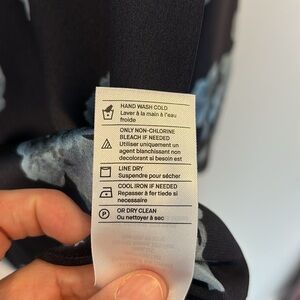 HAND WASH COLD
Laver à la main à l'eau
froide
ONLY NON-CHLORINE
BLEACH IF NEEDED
Utiliser uniquement un
agent blanchissant non
decolorant si besoin est
LINE DRY
Suspendre pour sécher
COOL IRON IF NEEDED
Repasser à fer tiede si
necessaire
P
OR DRY CLEAN
Ou nettoyer à sec